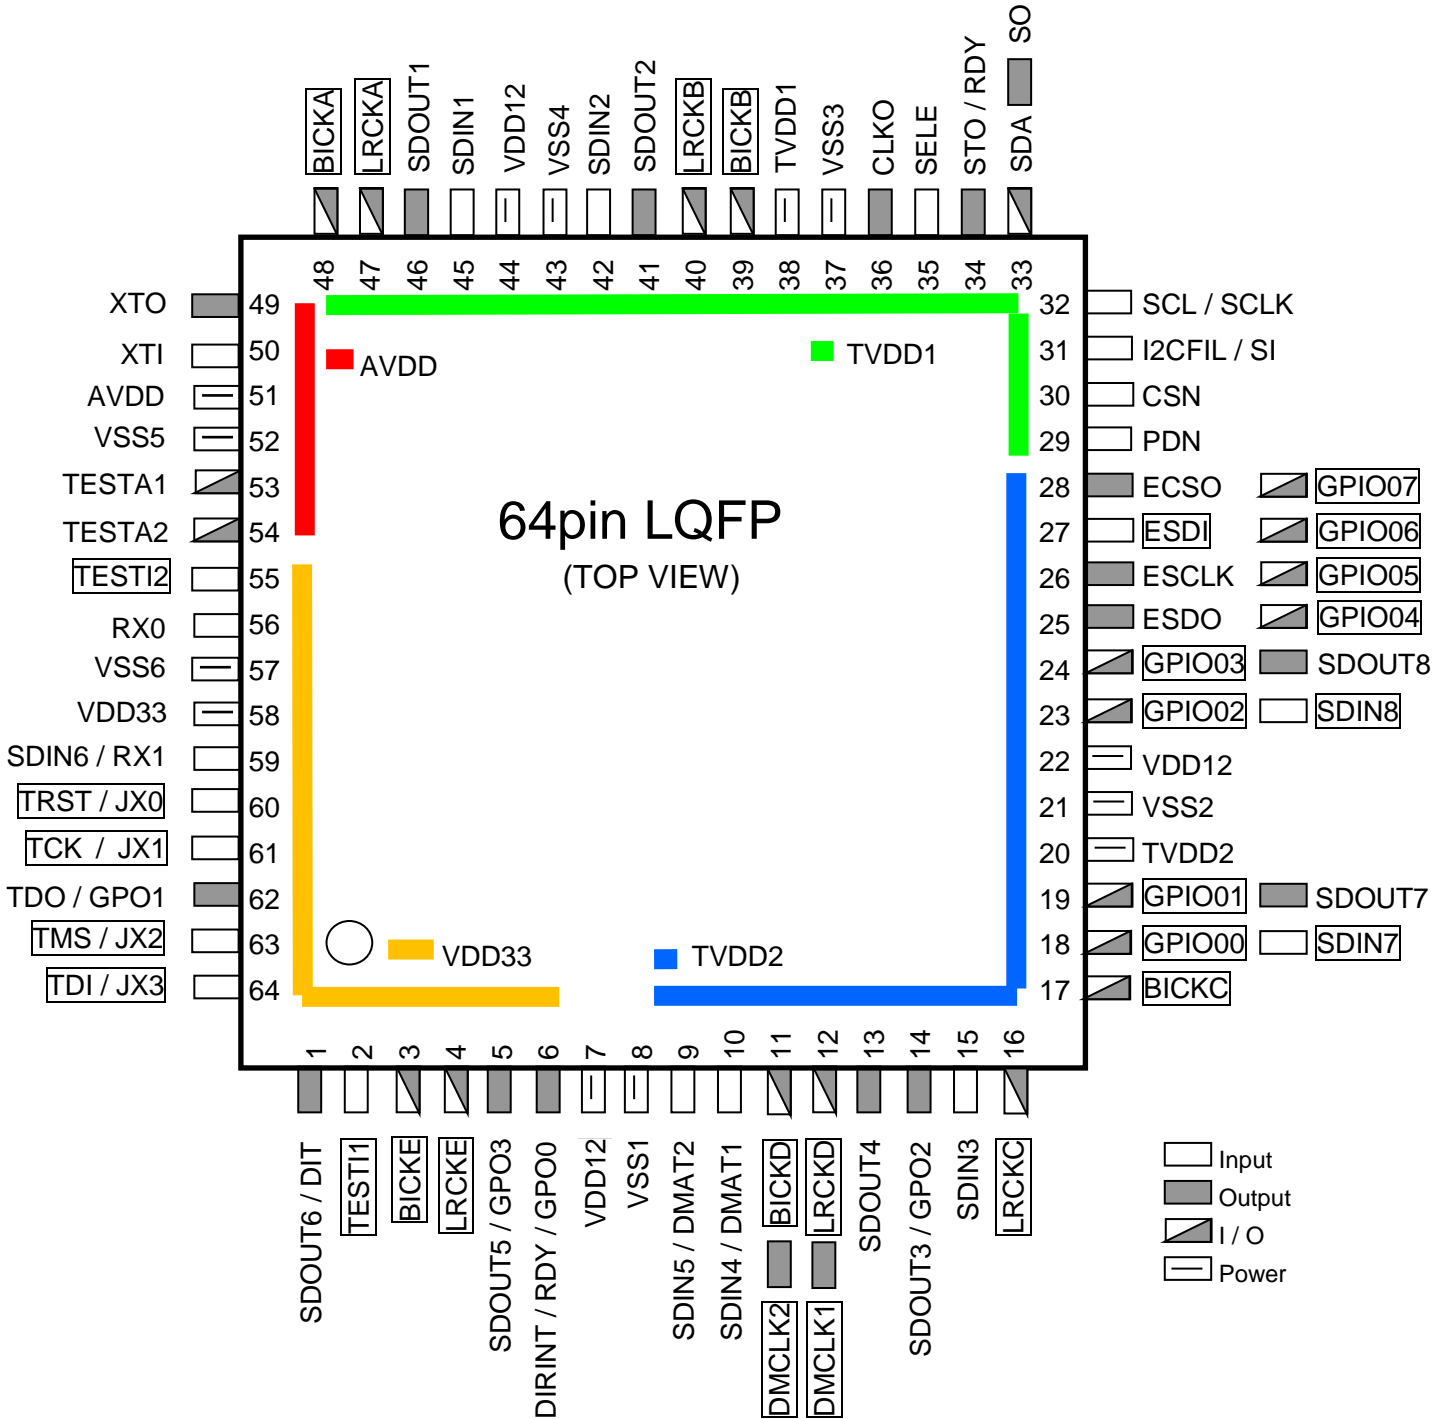 BICKA
LRCKA
SDOUT1
SDIN1
VDD12
VSS4
SDIN2
SDOUT2
LRCKB
BICKB
TVDD1
VSS3
CLKO
SELE
STO / RDY
SDA
SO
48
47
46
45
44
43
42
41
40
39
38
37
36
35
34
33
XTO
49
XTI
50
AVDD
51
VSS5
52
TESTA1
53
TESTA2
54
TESTI2
55
RX0
56
VSS6
57
VDD33
58
SDIN6 / RX1
59
TRST / JX0
60
TCK / JX1
61
TDO / GPO1
62
TMS / JX2
63
TDI / JX3
64
AVDD
TVDD1
64pin LQFP
(TOP VIEW)
VDD33
TVDD2
32
SCL / SCLK
31
I2CFIL / SI
30
CSN
29
PDN
28
ECSO
GPIO07
27
ESDI
GPIO06
26
ESCLK
GPIO05
25
ESDO
GPIO04
24
GPIO03
SDOUT8
23
GPIO02
SDIN8
22
VDD12
21
VSS2
20
TVDD2
19
GPIO01
SDOUT7
18
GPIO00
SDIN7
17
BICKC
1
2
3
4
5
6
7
8
9
10
11
12
13
14
15
16
SDOUT6 / DIT
TESTI1
BICKE
LRCKE
SDOUT5 / GPO3
DIRINT / RDY / GPO0
VDD12
VSS1
SDIN5 / DMAT2
SDIN4 / DMAT1
BICKD
DMCLK2
LRCKD
DMCLK1
SDOUT4
SDOUT3 / GPO2
SDIN3
LRCKC
Input
Output
I / O
Power